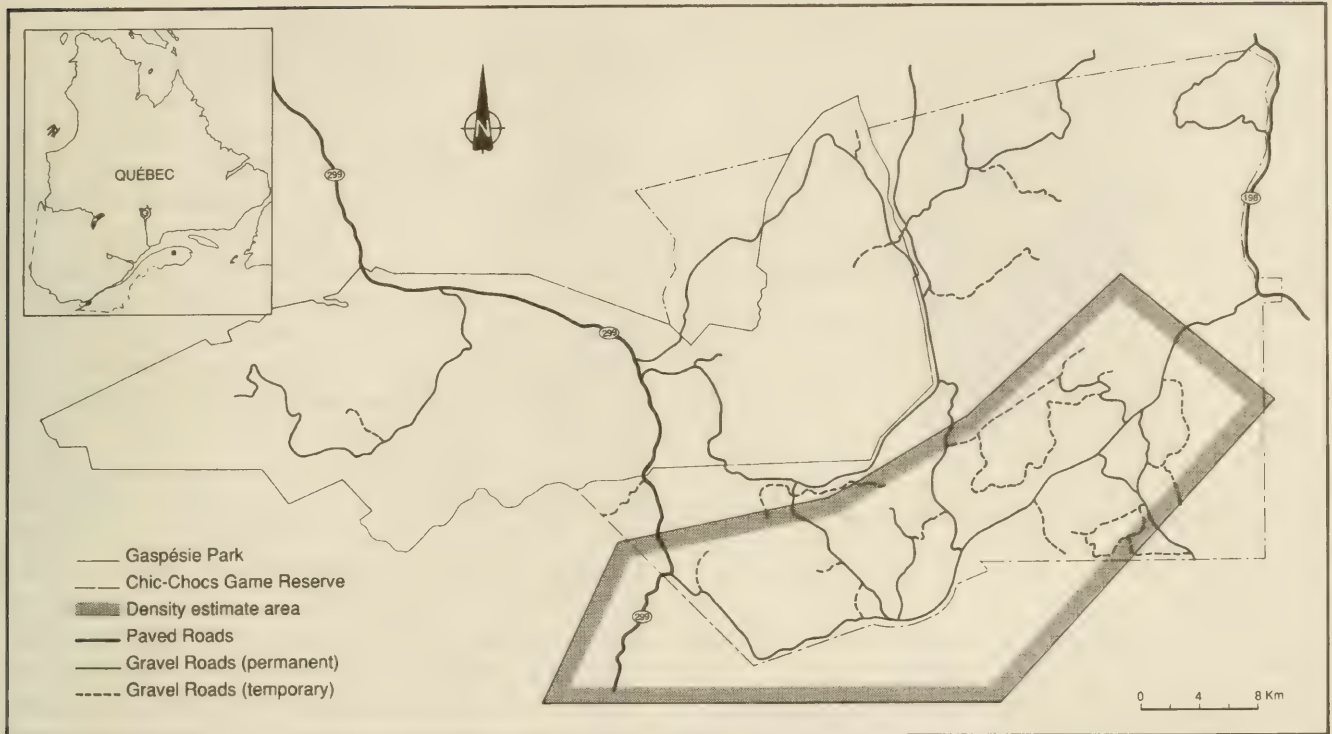 QUÉBEC
N
299
299
198
299
Gaspésie Park
Chic-Chocs Game Reserve
Density estimate area
Paved Roads
Gravel Roads (permanent)
Gravel Roads (temporary)
0 4 8 Km